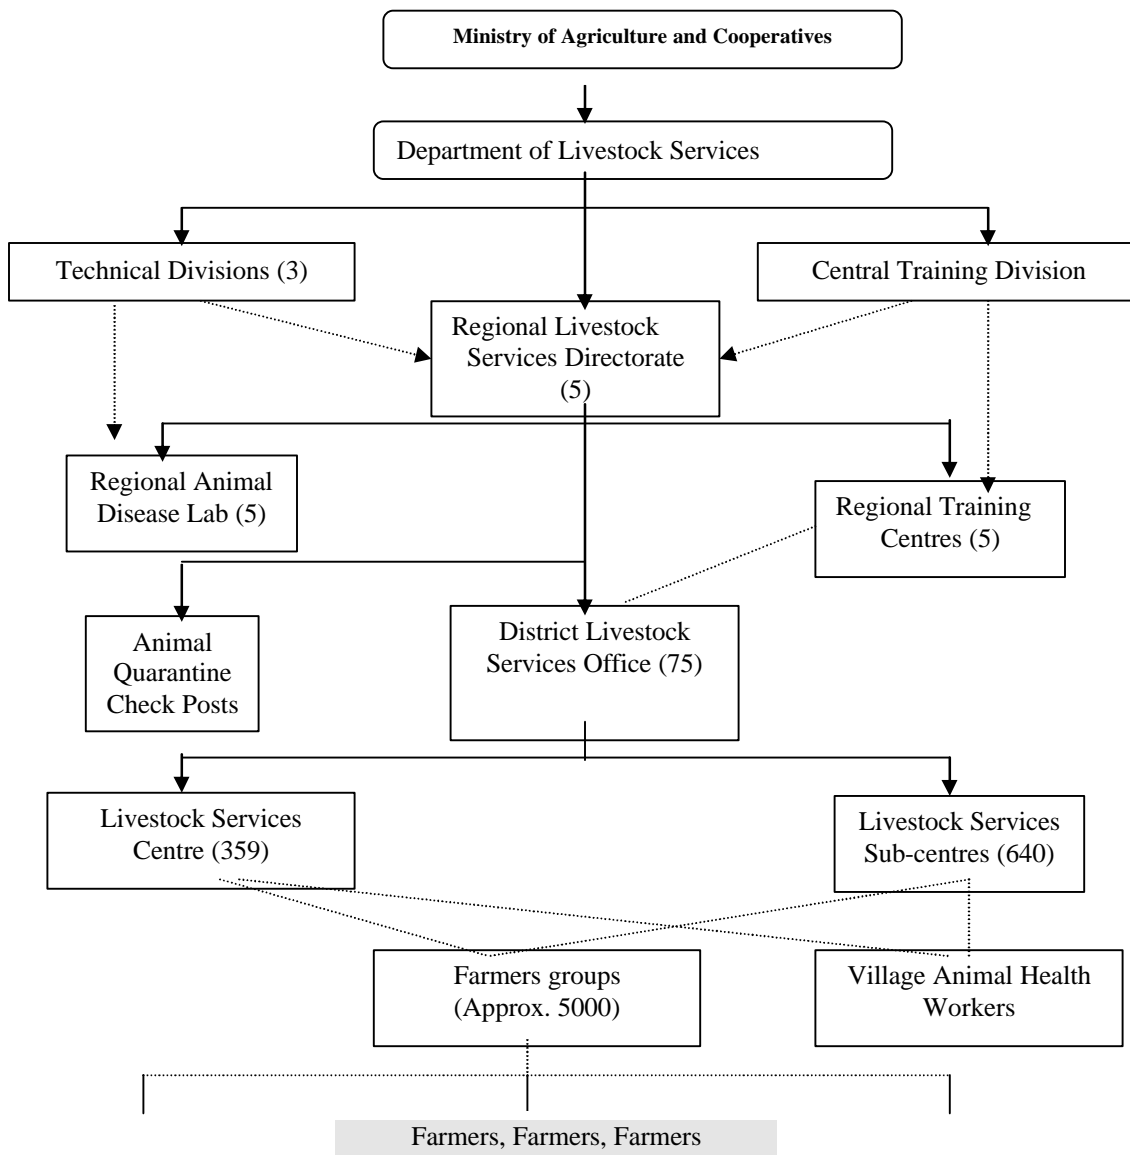 Ministry of Agriculture and Cooperatives
Department of Livestock Services
Technical Divisions (3)
Central Training Division
Regional Livestock
Services Directorate
(5)
Regional Animal
Disease Lab (5)
Regional Training
Centres (5)
Animal
Quarantine
Check Posts
District Livestock
Services Office (75)
Livestock Services
Centre (359)
Livestock Services
Sub-centres (640)
Farmers groups
(Approx. 5000)
Village Animal Health
Workers
Farmers, Farmers, Farmers